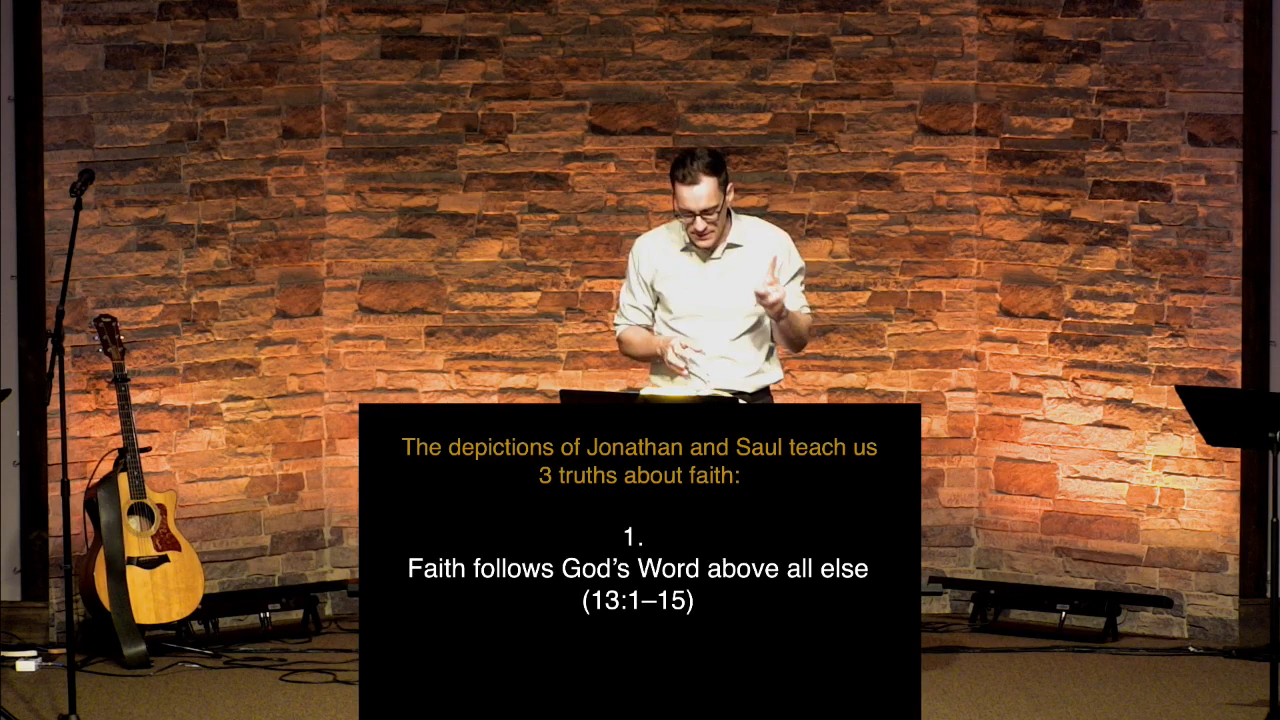 The depictions of Jonathan and Saul teach us
3 truths about faith:
1.
Faith follows God's Word above all else
(13:1–15)